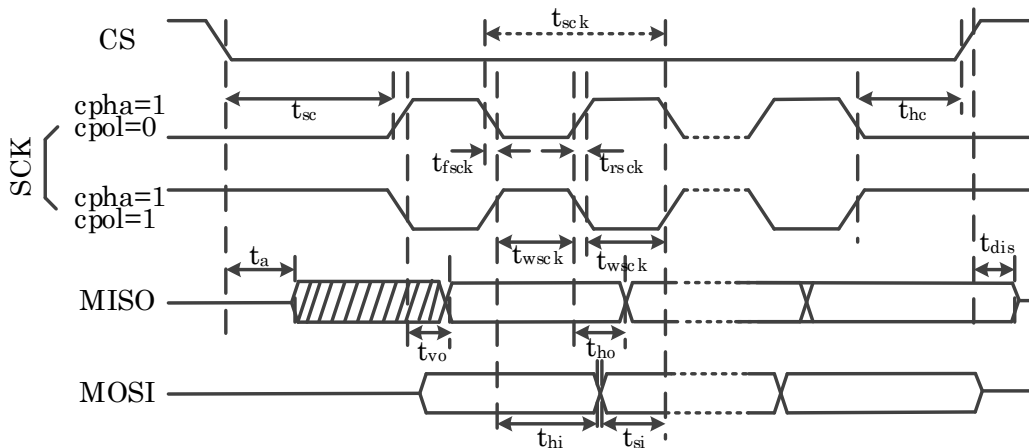 t_sck
CS
cpha=1
cpol=0
t_sc
t_hc
SCK
t_fsck
t_rsck
cpha=1
cpol=1
t_a
t_wsck
t_wsck
t_dis
MISO
t_vo
t_ho
MOSI
t_hi
t_si